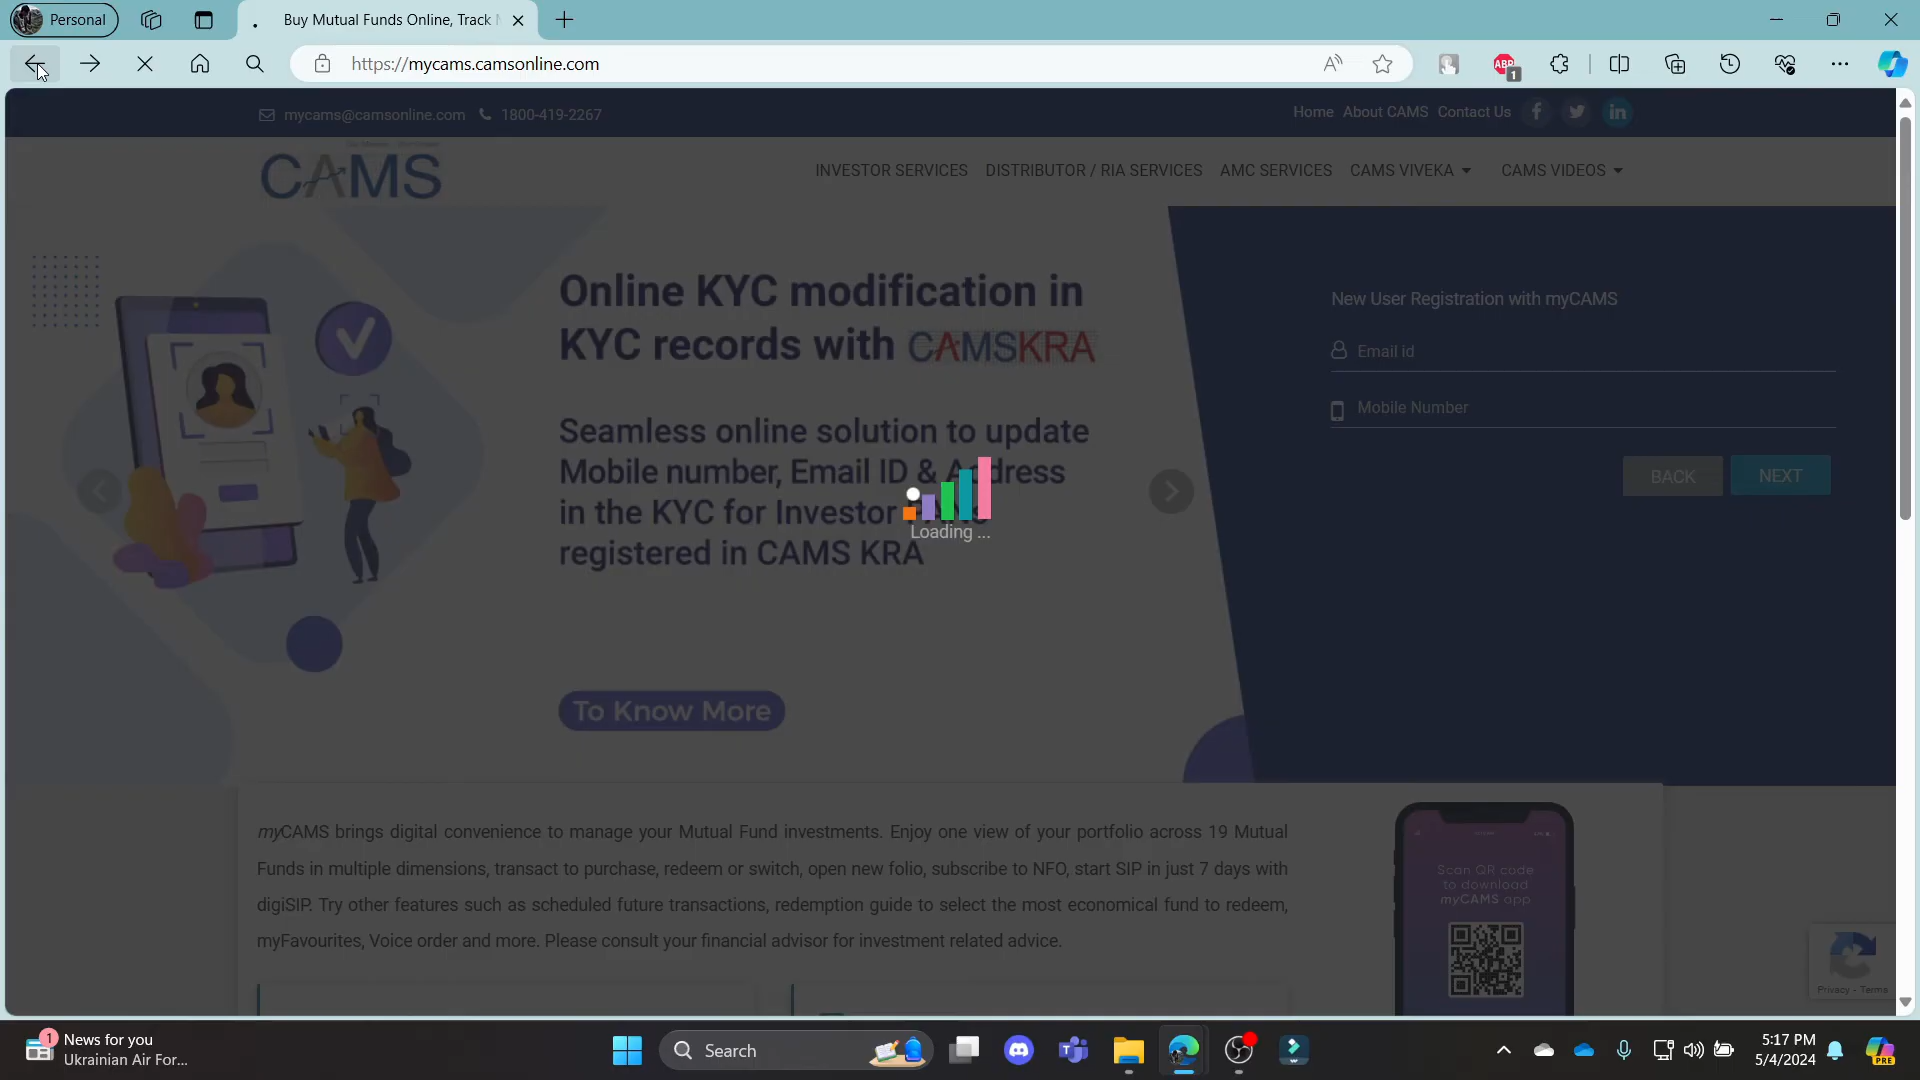 Personal
Buy Mutual Funds Online, Track
https://mycams.camsonline.com
ABP
1
mycams@camsonline.com 1800-419-2267
Home About CAMS Contact Us
CAMS
INVESTOR SERVICES DISTRIBUTOR / RIA SERVICES AMC SERVICES CAMS VIVEKA CAMS VIDEOS
Online KYC modification in
KYC records with CAMSKRA
Seamless online solution to update
Mobile number, Email ID & Address
in the KYC for Investor
registered in CAMS KRA
To Know More
Loading ...
New User Registration with myCAMS
Email id
Mobile Number
BACK NEXT
myCAMS brings digital convenience to manage your Mutual Fund investments. Enjoy one view of your portfolio across 19 Mutual
Funds in multiple dimensions, transact to purchase, redeem or switch, open new folio, subscribe to NFO, start SIP in just 7 days with
digiSIP. Try other features such as scheduled future transactions, redemption guide to select the most economical fund to redeem,
myFavourites, Voice order and more. Please consult your financial advisor for investment related advice.
Scan QR code
to download
myCAMS app
Privacy - Terms
1
News for you
Ukrainian Air For...
Search
5:17 PM
5/4/2024
PRE